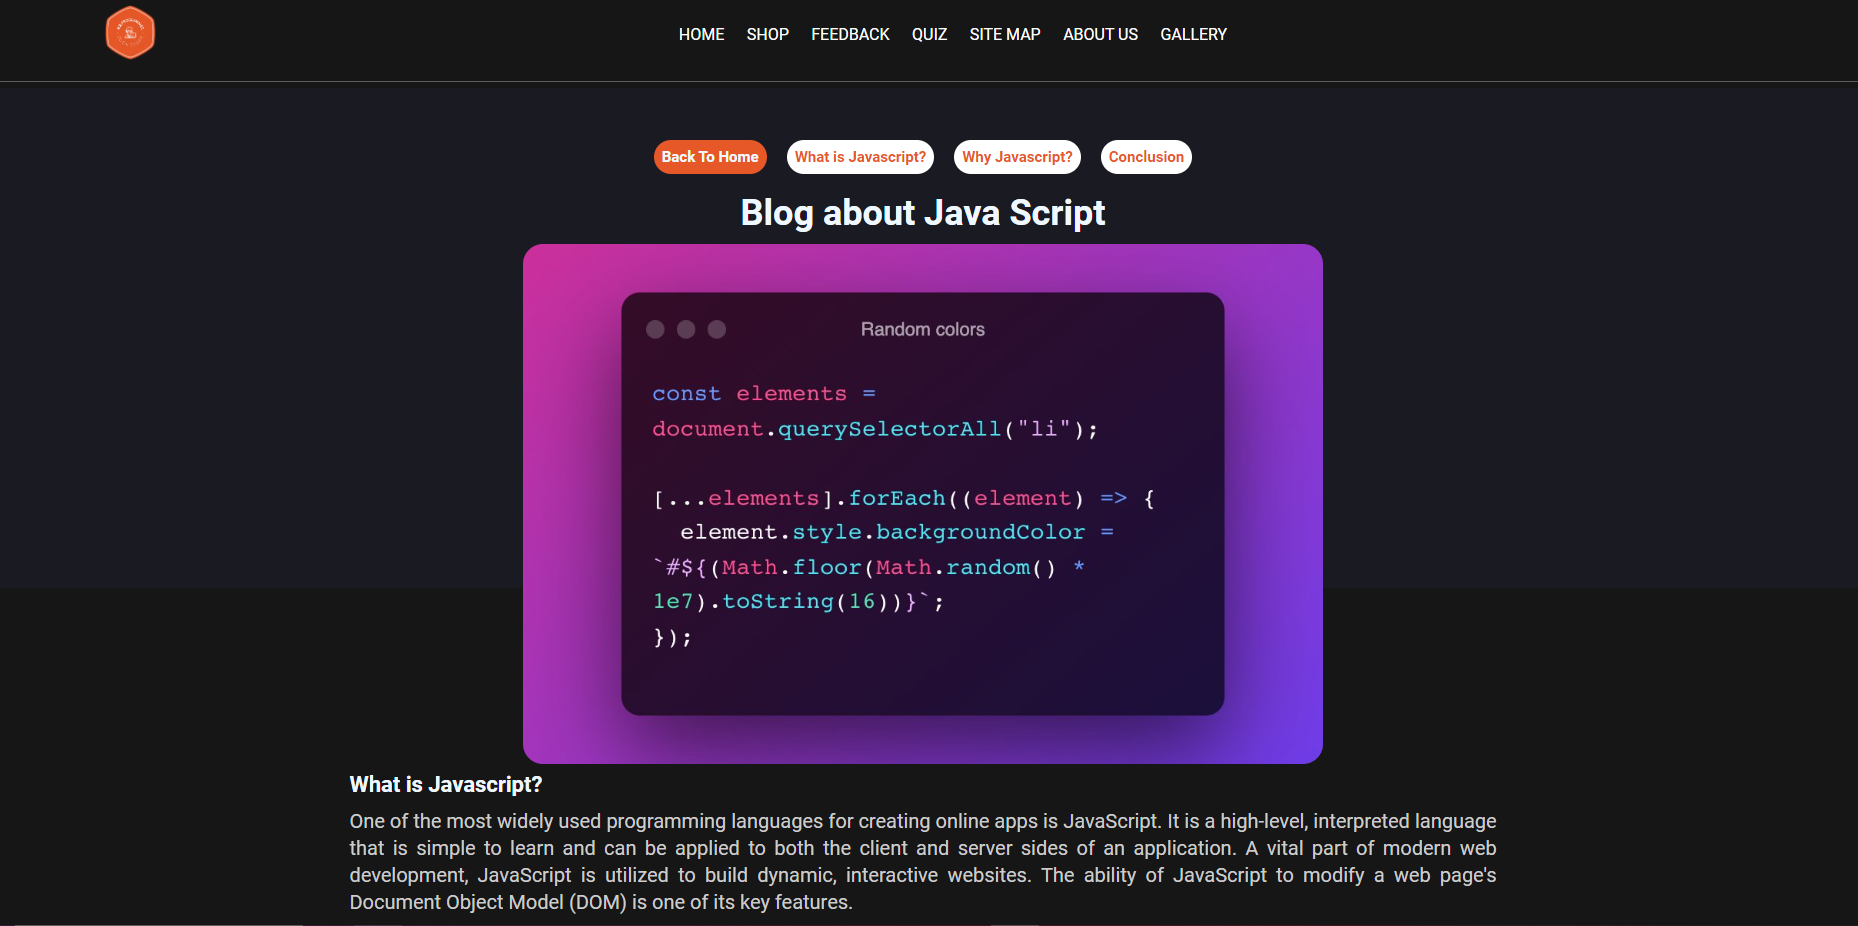 HOME SHOP FEEDBACK QUIZ SITE MAP ABOUT US GALLERY
Back To Home What is Javascript? Why Javascript? Conclusion
Blog about Java Script
Random colors
const elements =
document.querySelectorAll("li");
[...elements].forEach((element) => {
element.style.backgroundColor =
`#${(Math.floor(Math.random() *
1e7).toString(16))}`;
});
What is Javascript?
One of the most widely used programming languages for creating online apps is JavaScript. It is a high-level, interpreted language
that is simple to learn and can be applied to both the client and server sides of an application. A vital part of modern web
development, JavaScript is utilized to build dynamic, interactive websites. The ability of JavaScript to modify a web page's
Document Object Model (DOM) is one of its key features.